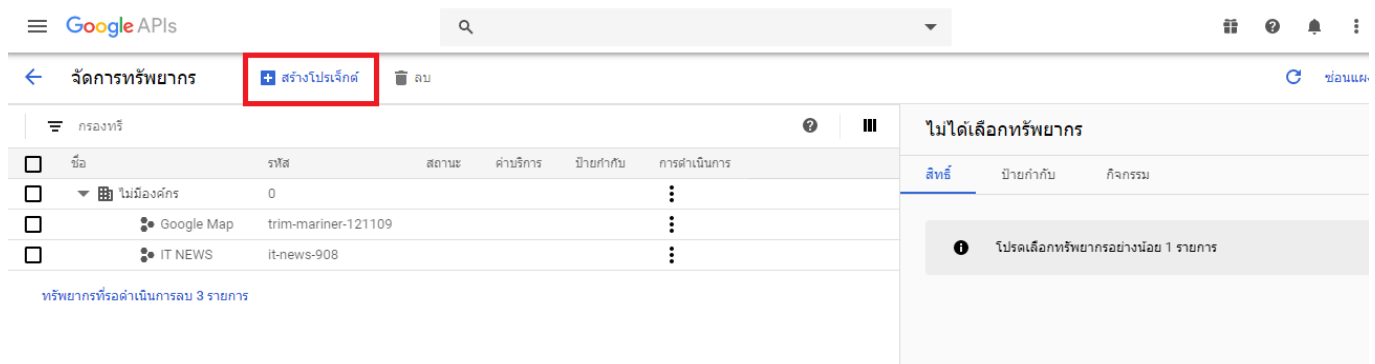 Google APIs
จัดการทรัพยากร สร้างโปรเจ็กต์ ลบ ซ่อนแผง
กรองทรี
ชื่อ รหัส สถานะ ค่าบริการ ป้ายกำกับ การดำเนินการ
ไม่มีองค์กร 0
Google Map trim-mariner-121109
IT NEWS it-news-908
ทรัพยากรที่รอดำเนินการลบ 3 รายการ
ไม่ได้เลือกทรัพยากร
สิทธิ์ ป้ายกำกับ กิจกรรม
โปรดเลือกทรัพยากรอย่างน้อย 1 รายการ